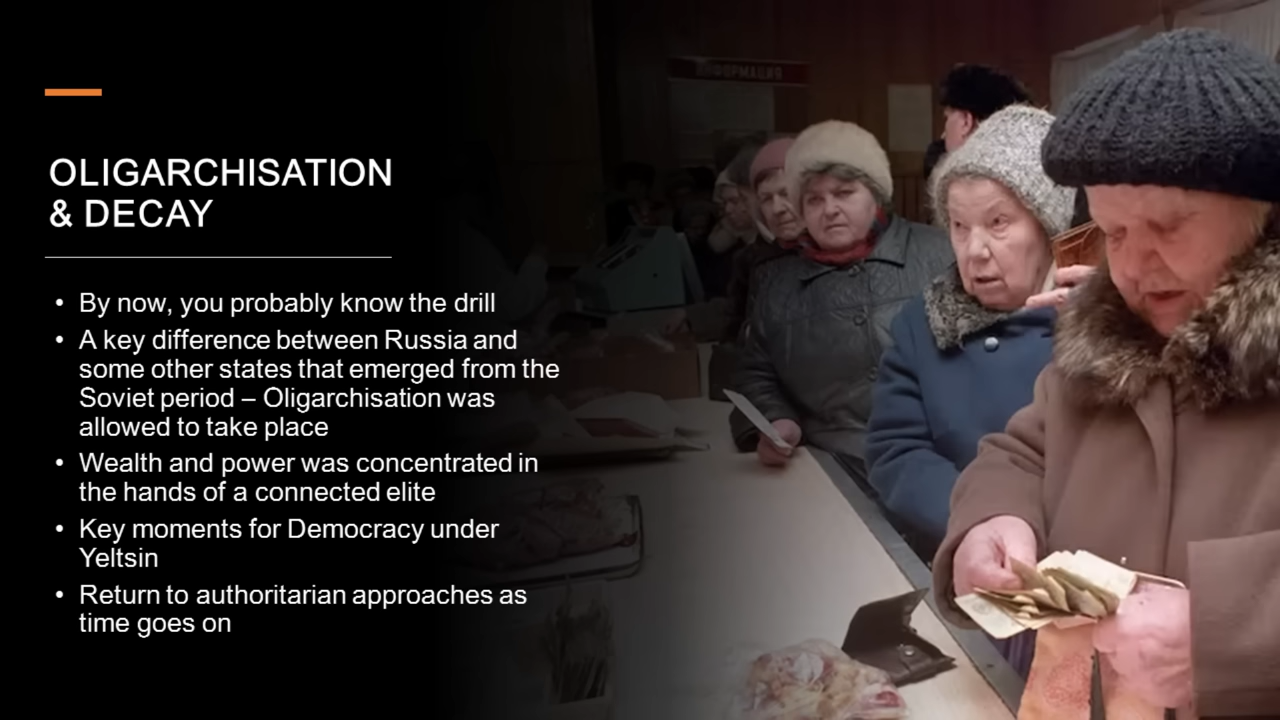 ИНФОРМАЦИЯ
OLIGARCHISATION
& DECAY
• By now, you probably know the drill
• A key difference between Russia and
some other states that emerged from the
Soviet period – Oligarchisation was
allowed to take place
• Wealth and power was concentrated in
the hands of a connected elite
• Key moments for Democracy under
Yeltsin
• Return to authoritarian approaches as
time goes on